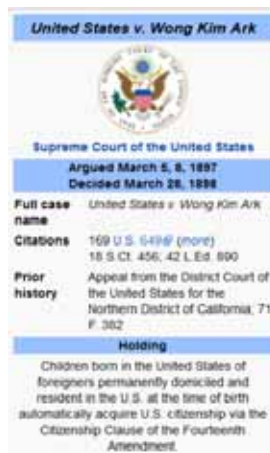 United States v. Wong Kim Ark
Supreme Court of the United States
Argued March 5, 8, 1897
Decided March 28, 1898
Full case name United States v. Wong Kim Ark
Citations 169 U.S. 649 (more)
18 S.Ct. 456; 42 L.Ed. 890
Prior history Appeal from the District Court of
the United States for the
Northern District of California; 71
F. 382
Holding
Children born in the United States of
foreigners permanently domiciled and
resident in the U.S. at the time of birth
automatically acquire U.S. citizenship via the
Citizenship Clause of the Fourteenth
Amendment.